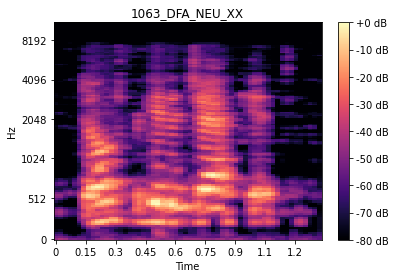 1063_DFA_NEU_XX
Hz
8192
4096
2048
1024
512
0
0 0.15 0.3 0.45 0.6 0.75 0.9 1.1 1.2
Time
+0 dB
-10 dB
-20 dB
-30 dB
-40 dB
-50 dB
-60 dB
-70 dB
-80 dB